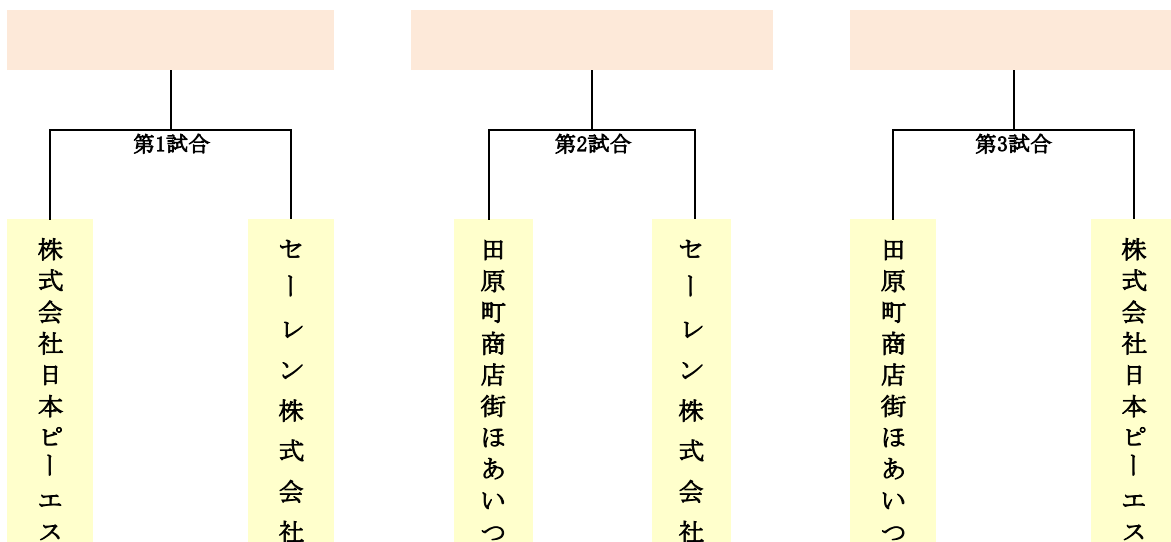 第1試合
株式会社日本ピーエス
セーレン株式会社
第2試合
田原町商店街ほあいつ
セーレン株式会社
第3試合
田原町商店街ほあいつ
株式会社日本ピーエス